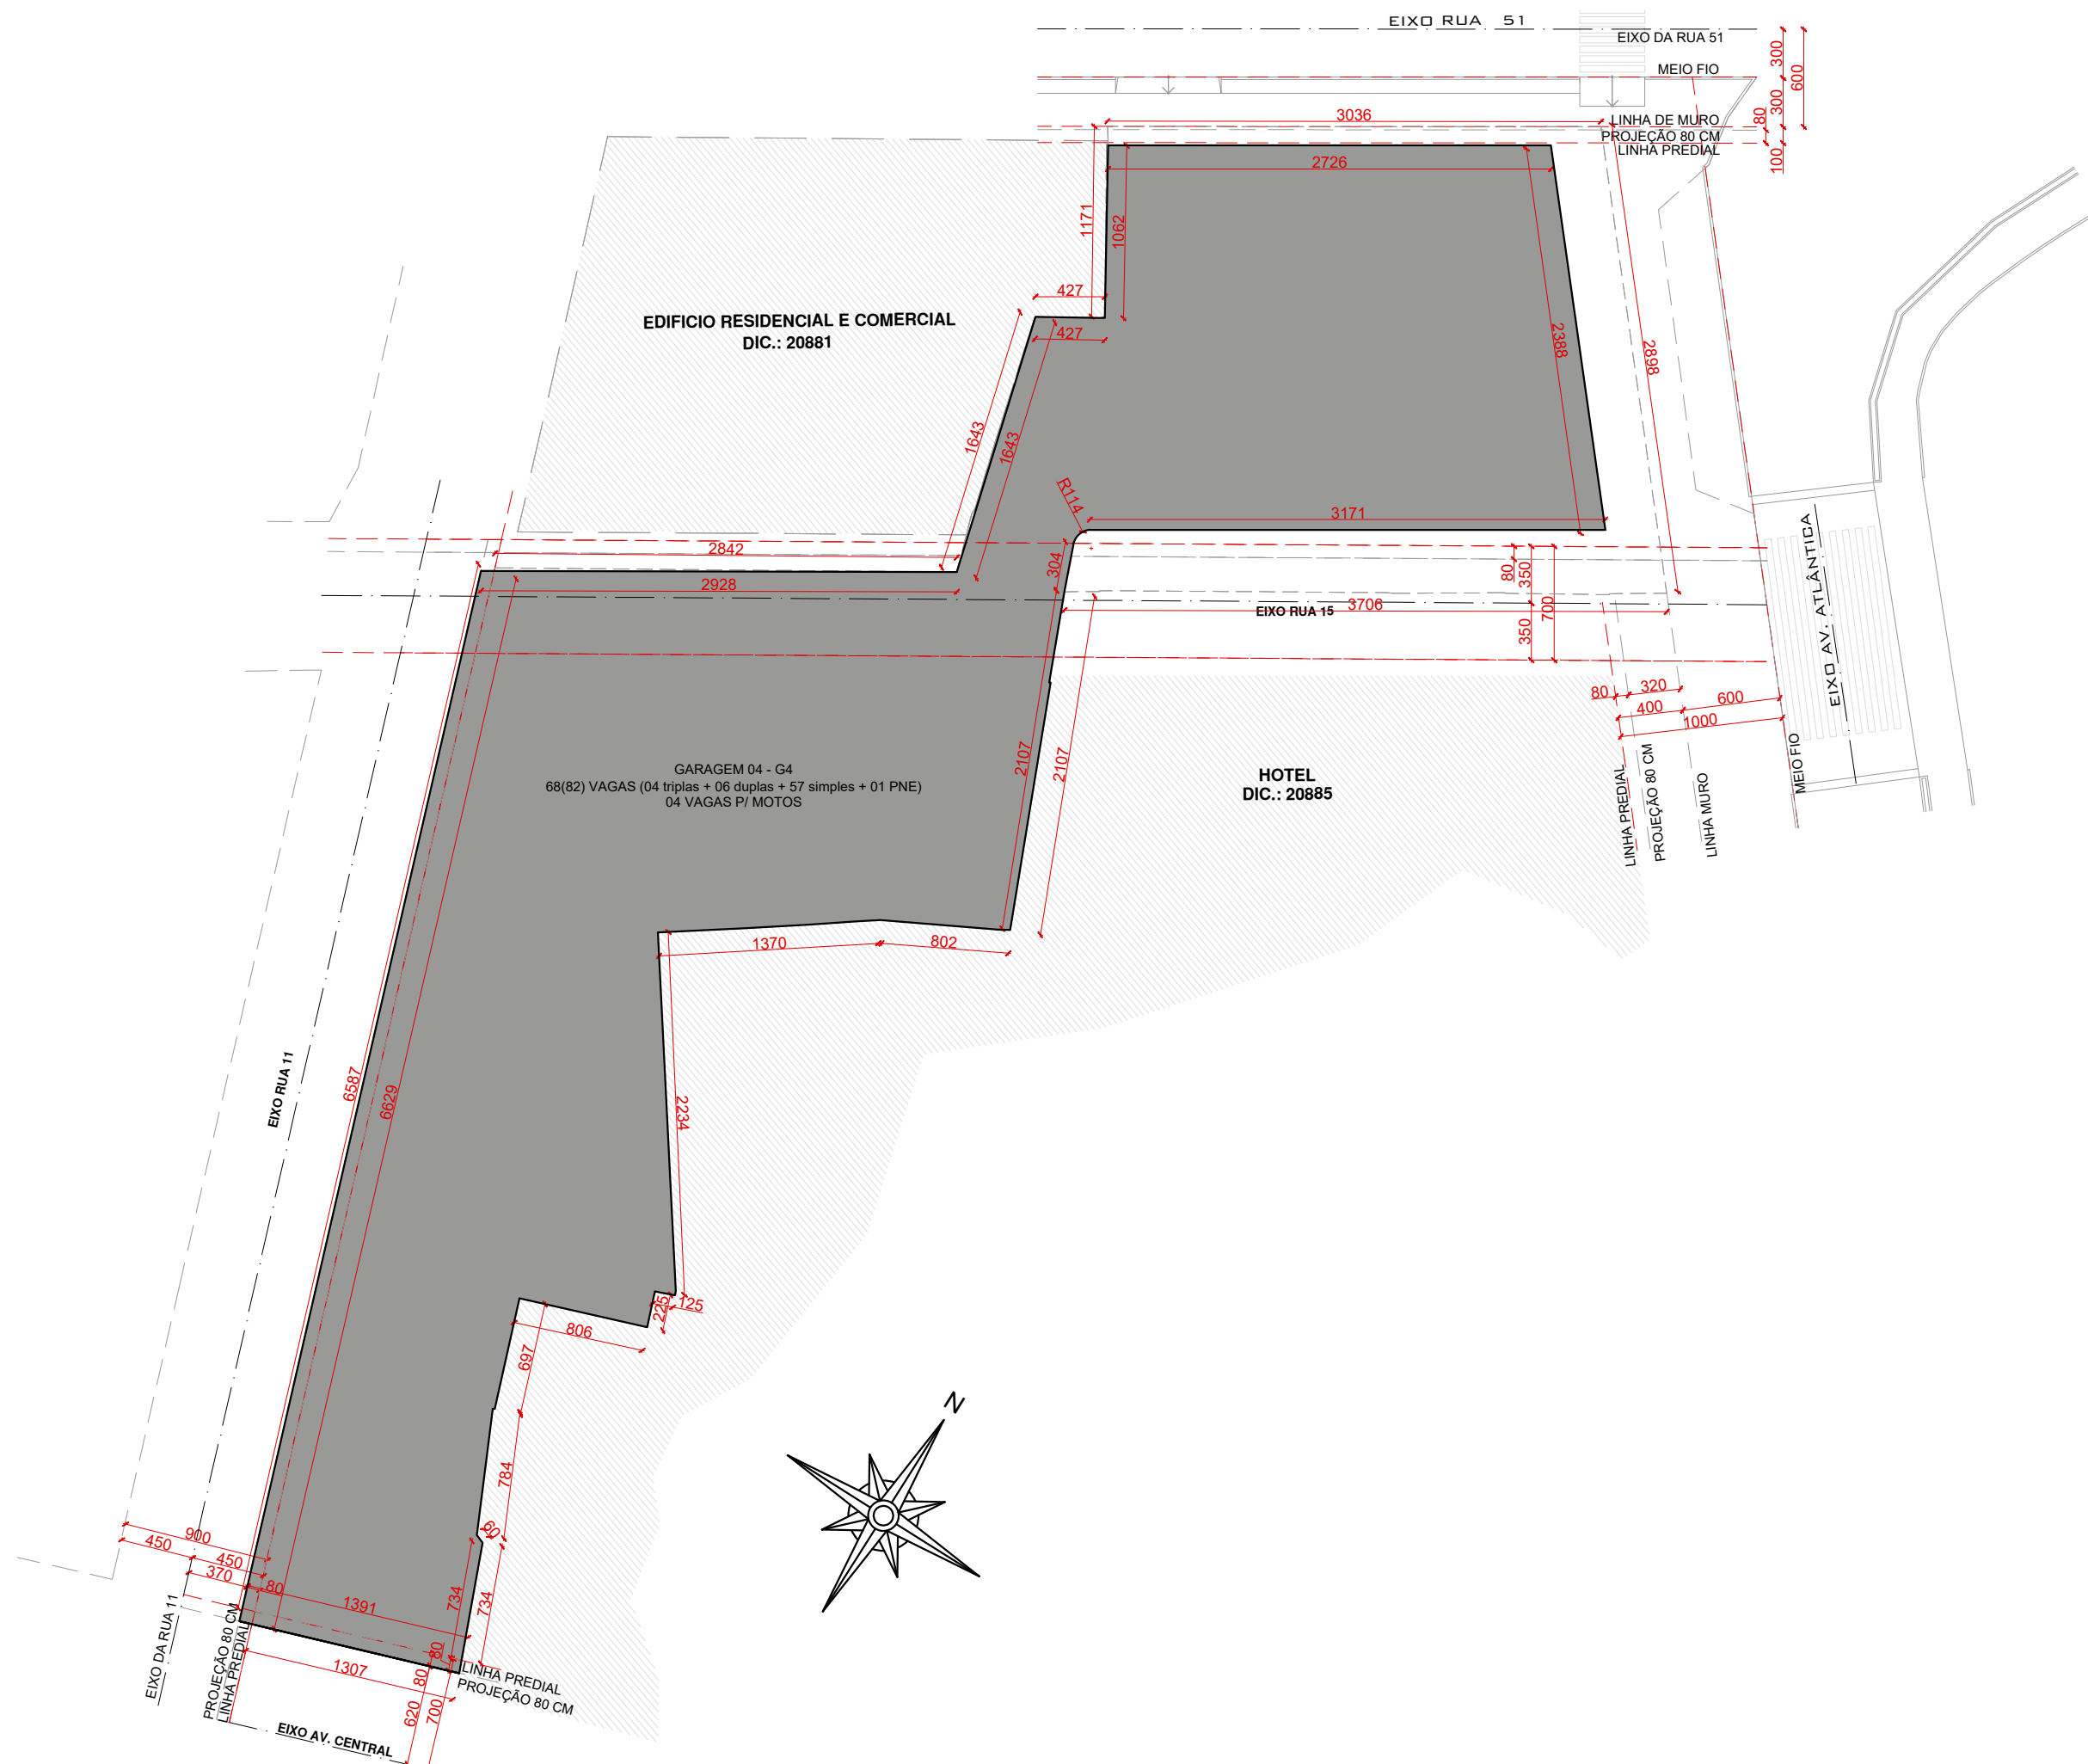 EIXO RUA 51
EIXO DA RUA 51
MEIO FIO
300
600
300
80
100
3036
LINHA DE MURO
PROJEÇÃO 80 CM
LINHA PREDIAL
2726
1171
1062
427
427
EDIFICIO RESIDENCIAL E COMERCIAL
DIC.: 20881
2388
2898
1643
1643
R114
3171
2842
304
80
350
700
350
2928
EIXO RUA 15
3706
EIXO AV. ATLÂNTICA
80
320
600
400
1000
MEIO FIO
LINHA PREDIAL
PROJEÇÃO 80 CM
LINHA MURO
GARAGEM 04 - G4
68(82) VAGAS (04 triplas + 06 duplas + 57 simples + 01 PNE)
04 VAGAS P/ MOTOS
2107
2107
HOTEL
DIC.: 20885
1370
802
EIXO RUA 11
6587
6629
2234
225
125
806
697
N
784
60
900
450
450
370
80
1391
734
734
EIXO DA RUA 11
PROJEÇÃO 80 CM
LINHA PREDIAL
80
80
1307
LINHA PREDIAL
PROJEÇÃO 80 CM
620
700
EIXO AV. CENTRAL